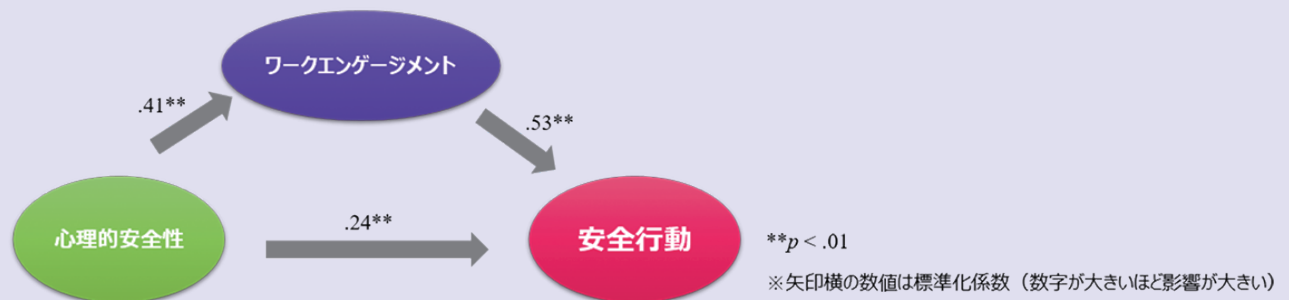 ワークエンゲージメント
.41**
.53**
心理的安全性
.24**
安全行動
**p < .01
※矢印横の数値は標準化係数（数字が大きいほど影響が大きい）